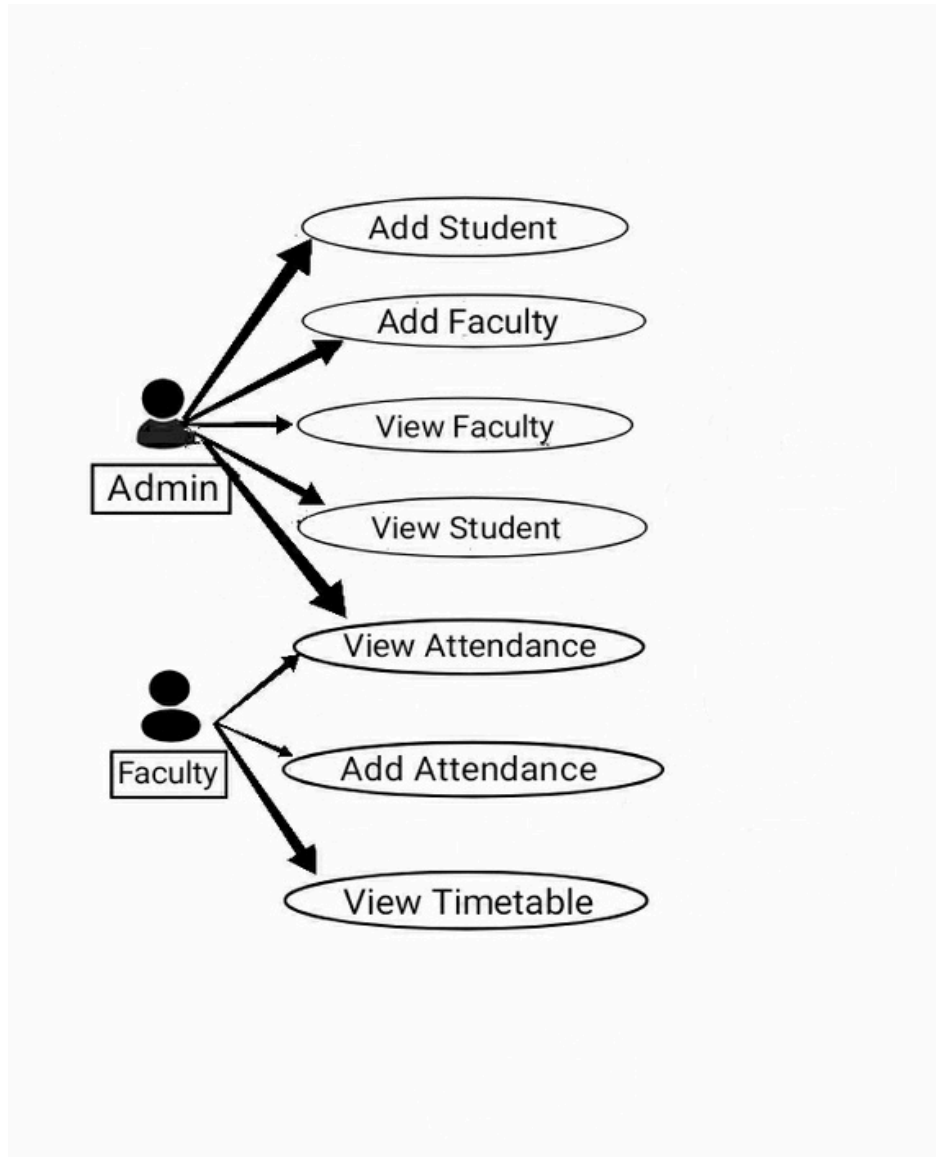 Add Student
Add Faculty
View Faculty
Admin
View Student
View Attendance
Faculty
Add Attendance
View Timetable